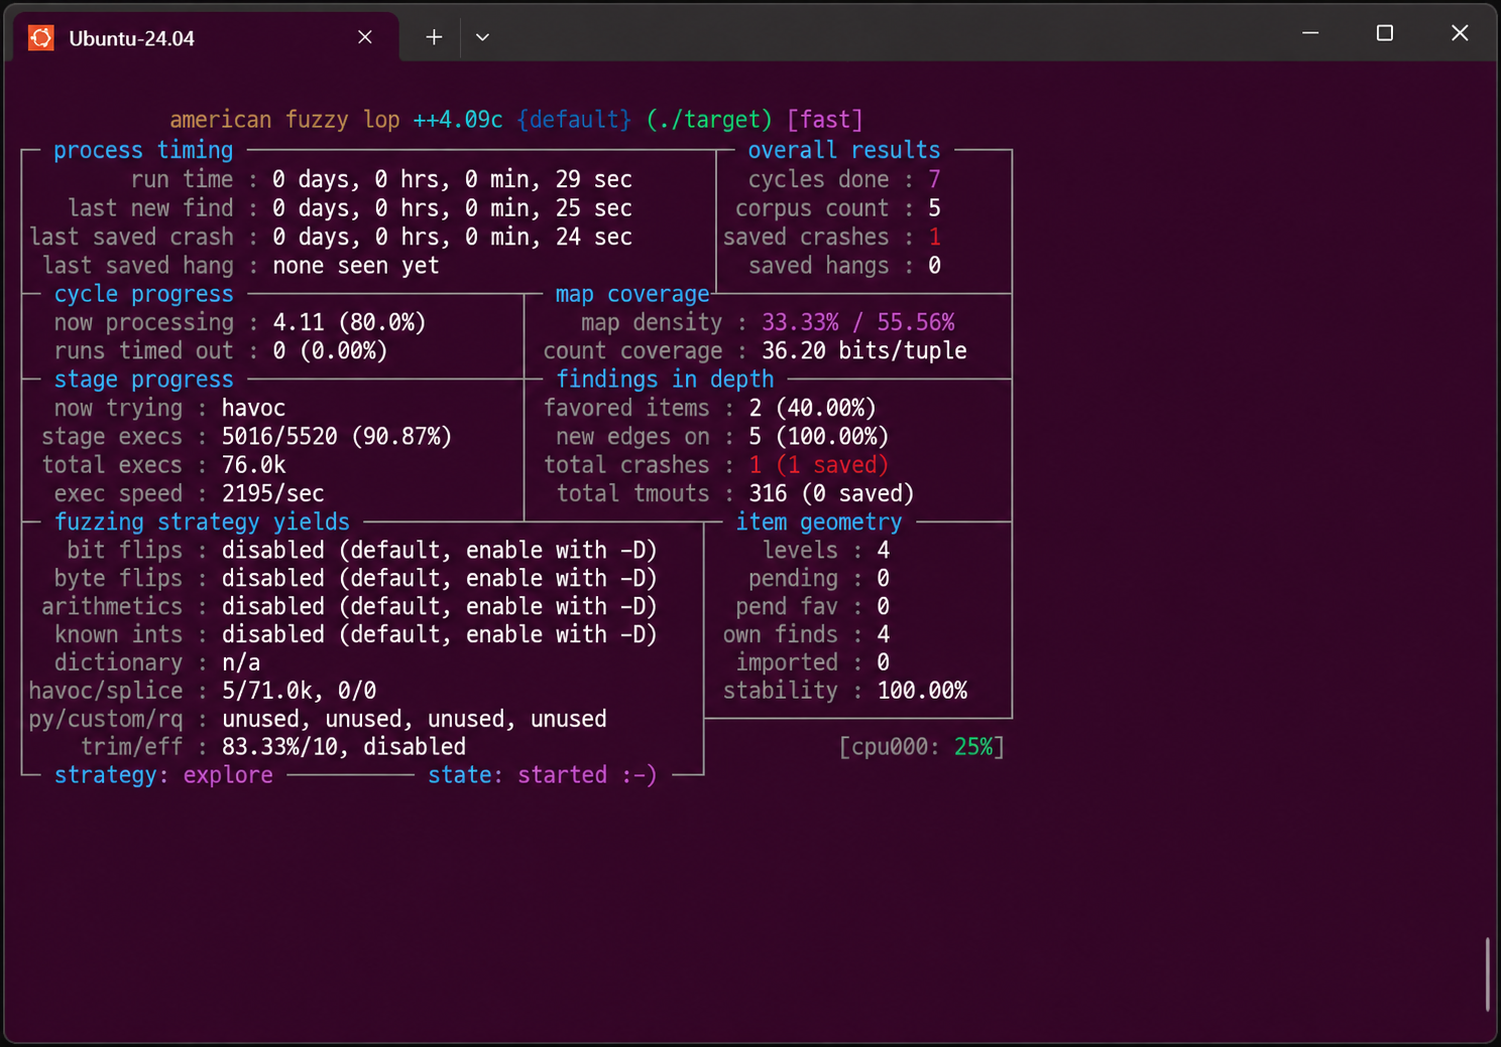 Ubuntu-24.04
american fuzzy lop ++4.09c {default} (./target) [fast]
process timing overall results
run time : 0 days, 0 hrs, 0 min, 29 sec cycles done : 7
last new find : 0 days, 0 hrs, 0 min, 25 sec corpus count : 5
last saved crash : 0 days, 0 hrs, 0 min, 24 sec saved crashes : 1
last saved hang : none seen yet saved hangs : 0
cycle progress map coverage
now processing : 4.11 (80.0%) map density : 33.33% / 55.56%
runs timed out : 0 (0.00%) count coverage : 36.20 bits/tuple
stage progress findings in depth
now trying : havoc favored items : 2 (40.00%)
stage execs : 5016/5520 (90.87%) new edges on : 5 (100.00%)
total execs : 76.0k total crashes : 1 (1 saved)
exec speed : 2195/sec total tmouts : 316 (0 saved)
fuzzing strategy yields item geometry
bit flips : disabled (default, enable with -D) levels : 4
byte flips : disabled (default, enable with -D) pending : 0
arithmetics : disabled (default, enable with -D) pend fav : 0
known ints : disabled (default, enable with -D) own finds : 4
dictionary : n/a imported : 0
havoc/splice : 5/71.0k, 0/0 stability : 100.00%
py/custom/rq : unused, unused, unused, unused
trim/eff : 83.33%/10, disabled [cpu000: 25%]
strategy: explore state: started :-)